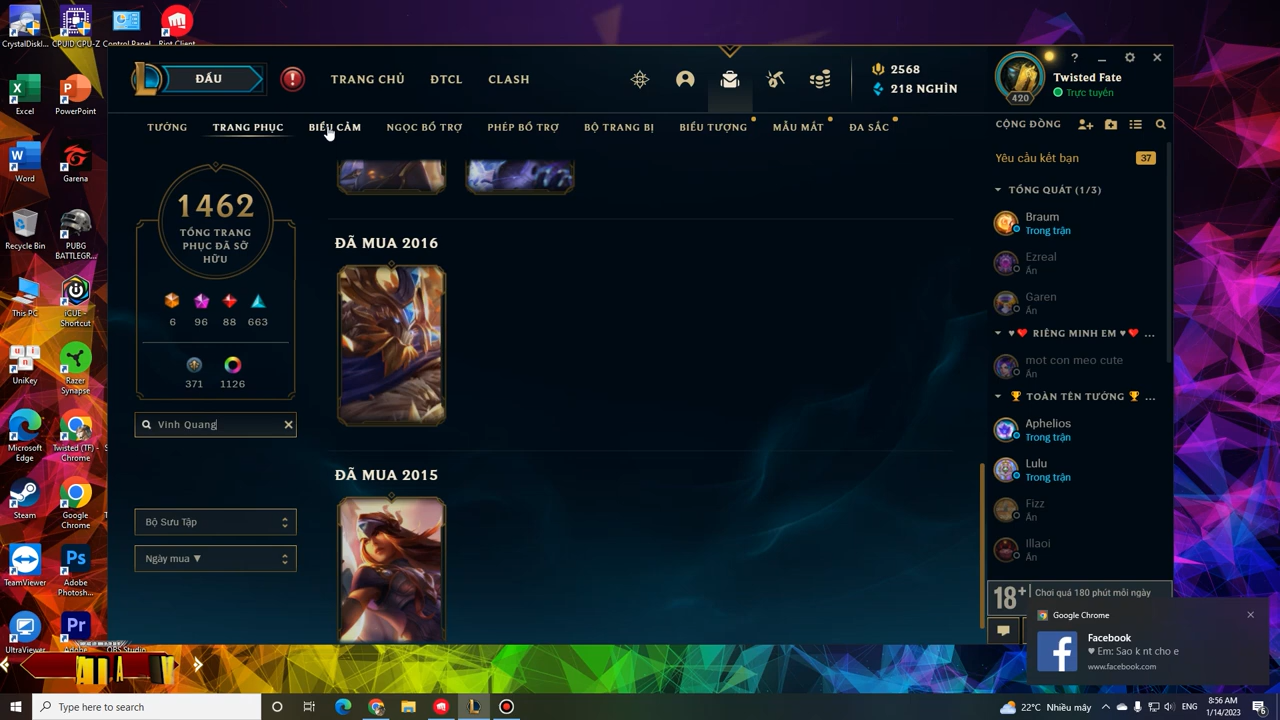 CrystalDiskI...
CPUID CPU-Z
Control Panel
Riot Client
Excel
PowerPoint
Word
Garena
Recycle Bin
PUBG BATTLEGR...
This PC
iCUE - Shortcut
UniKey
Razer Synapse
Microsoft Edge
Twisted (TF) - Chrome
Steam
Google Chrome
TeamViewer
Adobe Photosh...
UltraViewer
Adobe
OBS Studio
ĐẤU
TRANG CHỦ
ĐTCL
CLASH
2568
218 NGHÌN
420
Twisted Fate
Trực tuyến
TƯỚNG
TRANG PHỤC
BIỂU CẢM
NGỌC BỔ TRỢ
PHÉP BỔ TRỢ
BỘ TRANG BỊ
BIỂU TƯỢNG
MẪU MẮT
ĐA SẮC
1462
TỔNG TRANG
PHỤC ĐÃ SỞ
HỮU
6 96 88 663
371 1126
Vinh Quang
Bộ Sưu Tập
Ngày mua ▼
ĐÃ MUA 2016
ĐÃ MUA 2015
CỘNG ĐỒNG
Yêu cầu kết bạn 37
TỔNG QUÁT (1/3)
Braum
Trong trận
Ezreal
Ẩn
Garen
Ẩn
♥❤ RIÊNG MINH EM ♥❤ ...
mot con meo cute
Ẩn
🏆 TOÀN TÊN TƯỚNG 🏆 ...
Aphelios
Trong trận
Lulu
Trong trận
Fizz
Ẩn
Illaoi
Ẩn
18+ Chơi quá 180 phút mỗi ngày
Google Chrome
Facebook
♥ Em: Sao k nt cho e
www.facebook.com
Type here to search
22°C Nhiều mây
ENG
8:56 AM
1/14/2023
6